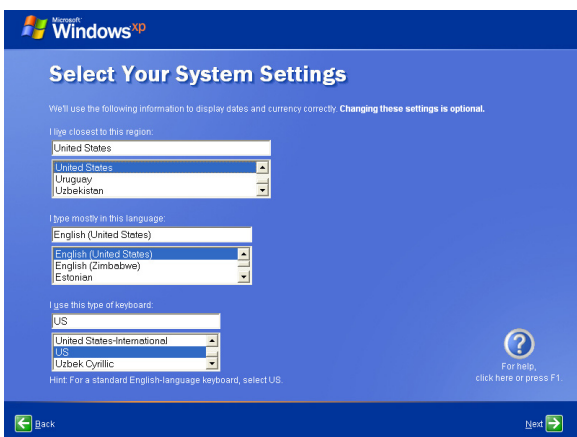 Microsoft
Windows xp
Select Your System Settings
We'll use the following information to display dates and currency correctly. Changing these settings is optional.
I live closest to this region:
United States
United States
Uruguay
Uzbekistan
I type mostly in this language:
English (United States)
English (United States)
English (Zimbabwe)
Estonian
I use this type of keyboard:
US
United States-International
US
Uzbek Cyrillic
Hint: For a standard English-language keyboard, select US.
For help,
click here or press F1.
Back
Next